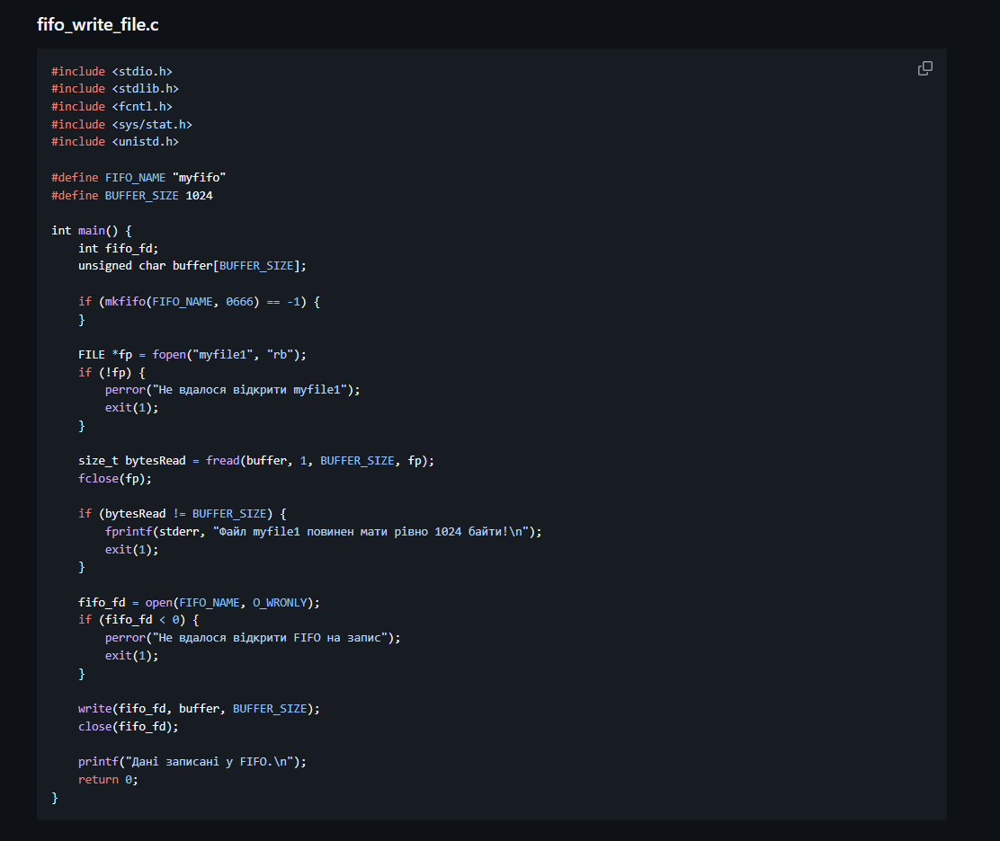 fifo_write_file.c
#include <stdio.h>
#include <stdlib.h>
#include <fcntl.h>
#include <sys/stat.h>
#include <unistd.h>
#define FIFO_NAME "myfifo"
#define BUFFER_SIZE 1024
int main() {
    int fifo_fd;
    unsigned char buffer[BUFFER_SIZE];
    if (mkfifo(FIFO_NAME, 0666) == -1) {
    }
    FILE *fp = fopen("myfile1", "rb");
    if (!fp) {
        perror("Не вдалося відкрити myfile1");
        exit(1);
    }
    size_t bytesRead = fread(buffer, 1, BUFFER_SIZE, fp);
    fclose(fp);
    if (bytesRead != BUFFER_SIZE) {
        fprintf(stderr, "Файл myfile1 повинен мати рівно 1024 байти!\n");
        exit(1);
    }
    fifo_fd = open(FIFO_NAME, O_WRONLY);
    if (fifo_fd < 0) {
        perror("Не вдалося відкрити FIFO на запис");
        exit(1);
    }
    write(fifo_fd, buffer, BUFFER_SIZE);
    close(fifo_fd);
    printf("Дані записані у FIFO.\n");
    return 0;
}